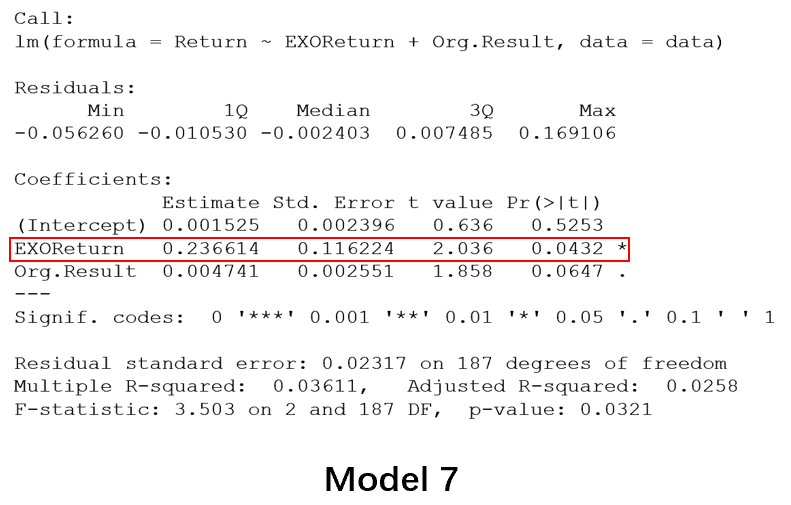 Call:
lm(formula = Return ~ EXOReturn + Org.Result, data = data)
Residuals:
Min 1Q Median 3Q Max
-0.056260 -0.010530 -0.002403 0.007485 0.169106
Coefficients:
Estimate Std. Error t value Pr(>|t|)
(Intercept) 0.001525 0.002396 0.636 0.5253
EXOReturn 0.236614 0.116224 2.036 0.0432 *
Org.Result 0.004741 0.002551 1.858 0.0647 .
---
Signif. codes: 0 '***' 0.001 '**' 0.01 '*' 0.05 '.' 0.1 ' ' 1
Residual standard error: 0.02317 on 187 degrees of freedom
Multiple R-squared: 0.03611, Adjusted R-squared: 0.0258
F-statistic: 3.503 on 2 and 187 DF, p-value: 0.0321
Model 7